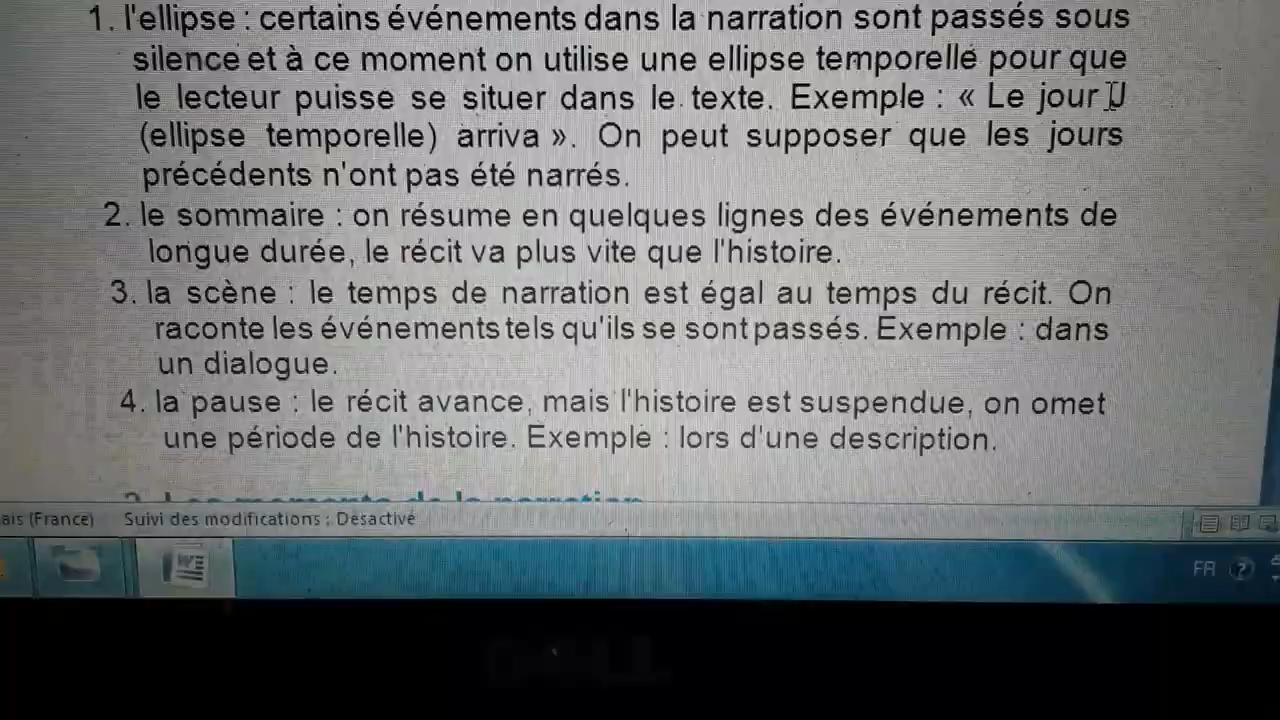 1. l'ellipse : certains événements dans la narration sont passés sous
silence et à ce moment on utilise une ellipse temporelle pour que
le lecteur puisse se situer dans le texte. Exemple : « Le jour J
(ellipse temporelle) arriva ». On peut supposer que les jours
précédents n'ont pas été narrés.
2. le sommaire : on résume en quelques lignes des événements de
longue durée, le récit va plus vite que l'histoire.
3. la scène : le temps de narration est égal au temps du récit. On
raconte les événements tels qu'ils se sont passés. Exemple : dans
un dialogue.
4. la pause : le récit avance, mais l'histoire est suspendue, on omet
une période de l'histoire. Exemple : lors d'une description.
de la narration
ais (France) Suivi des modifications : Désactivé
FR
DELL